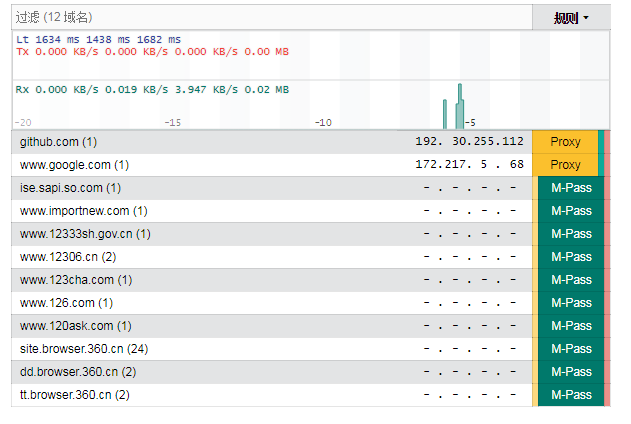 过滤 (12 域名) 规则
Lt 1634 ms 1438 ms 1682 ms
Tx 0.000 KB/s 0.000 KB/s 0.000 KB/s 0.00 MB
Rx 0.000 KB/s 0.019 KB/s 3.947 KB/s 0.02 MB
-20 -15 -10 -5
github.com (1) 192. 30.255.112 Proxy
www.google.com (1) 172.217. 5 . 68 Proxy
ise.sapi.so.com (1) - . - . - . - M-Pass
www.importnew.com (1) - . - . - . - M-Pass
www.12333sh.gov.cn (1) - . - . - . - M-Pass
www.12306.cn (2) - . - . - . - M-Pass
www.123cha.com (1) - . - . - . - M-Pass
www.126.com (1) - . - . - . - M-Pass
www.120ask.com (1) - . - . - . - M-Pass
site.browser.360.cn (24) - . - . - . - M-Pass
dd.browser.360.cn (2) - . - . - . - M-Pass
tt.browser.360.cn (2) - . - . - . - M-Pass